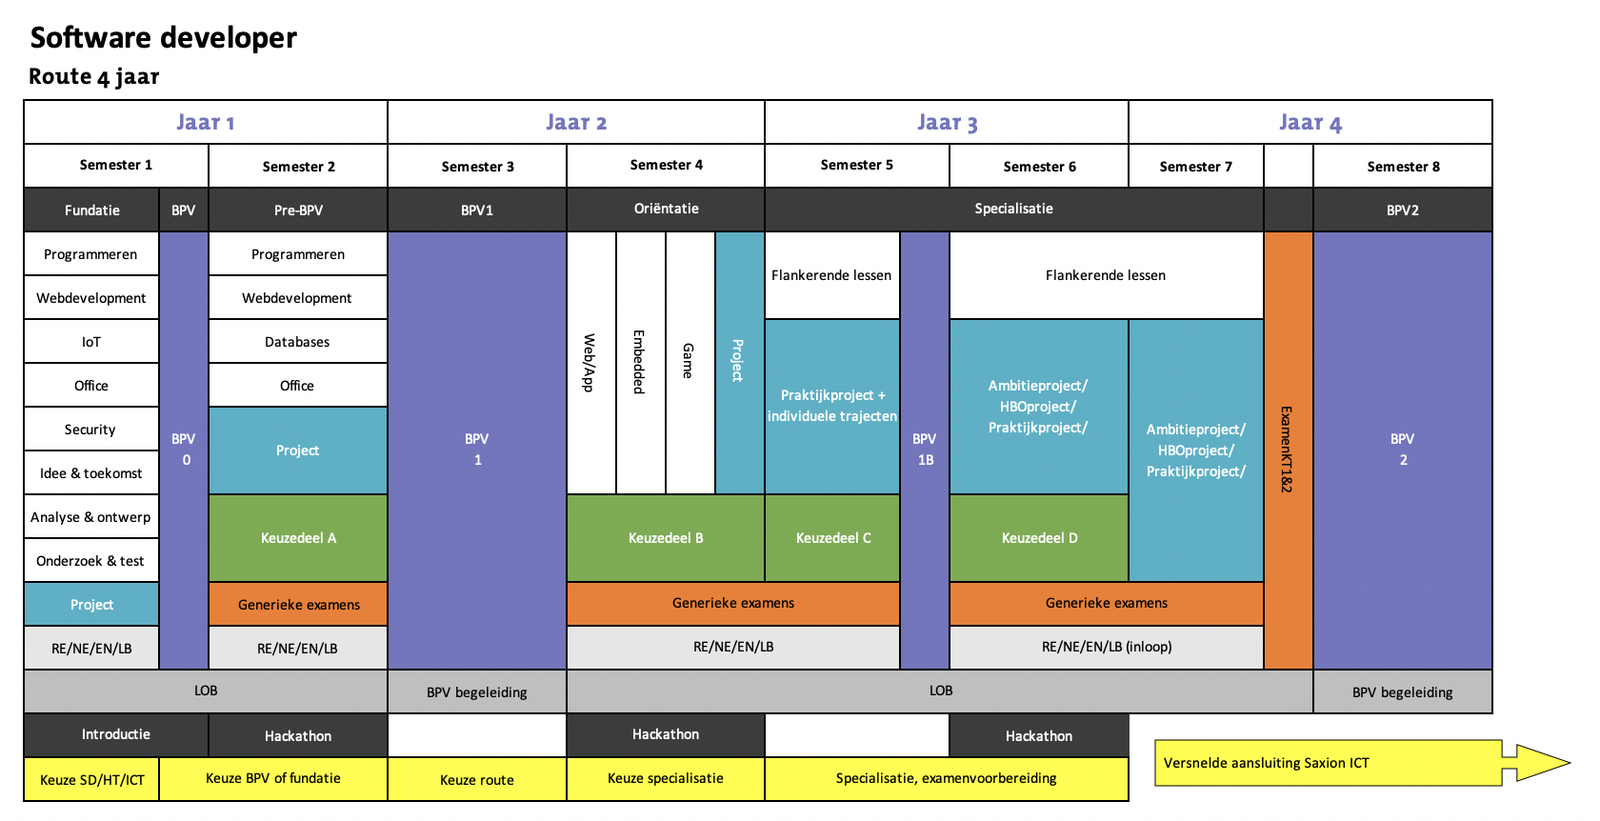 Software developer
Route 4 jaar
Jaar 1
Jaar 2
Jaar 3
Jaar 4
Semester 1
Semester 2
Semester 3
Semester 4
Semester 5
Semester 6
Semester 7
Semester 8
Fundatie
BPV
Pre-BPV
BPV1
Oriëntatie
Specialisatie
BPV2
Programmeren
Webdevelopment
IoT
Office
Security
Idee & toekomst
Analyse & ontwerp
Onderzoek & test
Project
RE/NE/EN/LB
BPV
0
Programmeren
Webdevelopment
Databases
Office
Project
Keuzedeel A
Generieke examens
RE/NE/EN/LB
BPV
1
Web/App
Embedded
Game
Project
Keuzedeel B
Flankerende lessen
Praktijkproject +
individuele trajecten
Keuzedeel C
Generieke examens
RE/NE/EN/LB
BPV
1B
Flankerende lessen
Ambitieproject/
HBOproject/
Praktijkproject/
Keuzedeel D
Ambitieproject/
HBOproject/
Praktijkproject/
Generieke examens
RE/NE/EN/LB (inloop)
ExamenKT1&2
BPV
2
LOB
BPV begeleiding
LOB
BPV begeleiding
Introductie
Hackathon
Hackathon
Hackathon
Keuze SD/HT/ICT
Keuze BPV of fundatie
Keuze route
Keuze specialisatie
Specialisatie, examenvoorbereiding
Versnelde aansluiting Saxion ICT